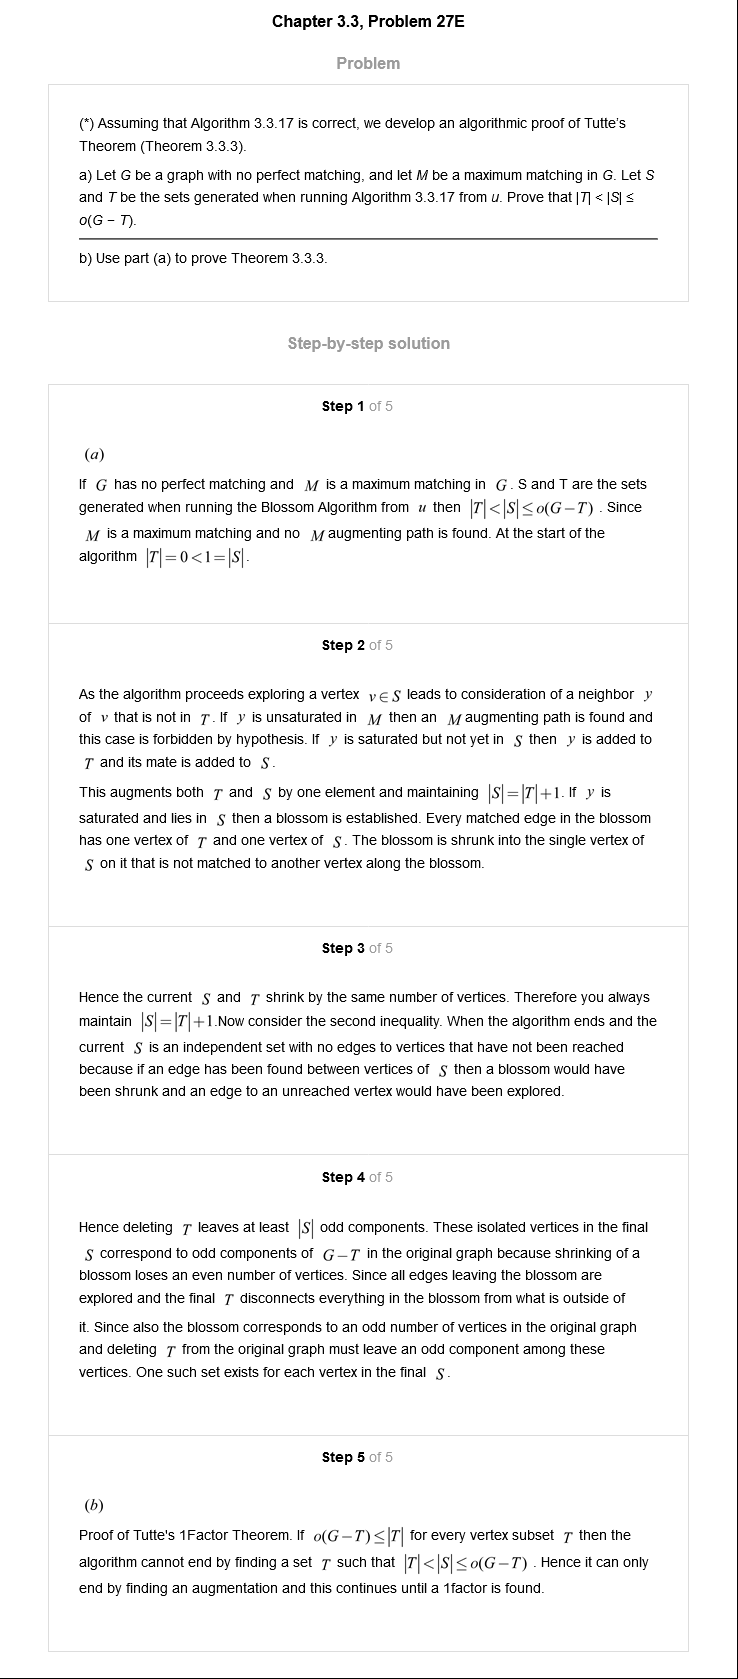 Chapter 3.3, Problem 27E
Problem
(*) Assuming that Algorithm 3.3.17 is correct, we develop an algorithmic proof of Tutte's
Theorem (Theorem 3.3.3).
a) Let G be a graph with no perfect matching, and let M be a maximum matching in G. Let S
and T be the sets generated when running Algorithm 3.3.17 from u. Prove that |T| < |S| ≤
o(G − T).
b) Use part (a) to prove Theorem 3.3.3.
Step-by-step solution
Step 1 of 5
(a)
If G has no perfect matching and M is a maximum matching in G. S and T are the sets
generated when running the Blossom Algorithm from u then |T|<|S|≤o(G−T). Since
M is a maximum matching and no M augmenting path is found. At the start of the
algorithm |T|=0<1=|S|.
Step 2 of 5
As the algorithm proceeds exploring a vertex v∈S leads to consideration of a neighbor y
of v that is not in T. If y is unsaturated in M then an M augmenting path is found and
this case is forbidden by hypothesis. If y is saturated but not yet in S then y is added to
T and its mate is added to S.
This augments both T and S by one element and maintaining |S|=|T|+1. If y is
saturated and lies in S then a blossom is established. Every matched edge in the blossom
has one vertex of T and one vertex of S. The blossom is shrunk into the single vertex of
S on it that is not matched to another vertex along the blossom.
Step 3 of 5
Hence the current S and T shrink by the same number of vertices. Therefore you always
maintain |S|=|T|+1.Now consider the second inequality. When the algorithm ends and the
current S is an independent set with no edges to vertices that have not been reached
because if an edge has been found between vertices of S then a blossom would have
been shrunk and an edge to an unreached vertex would have been explored.
Step 4 of 5
Hence deleting T leaves at least |S| odd components. These isolated vertices in the final
S correspond to odd components of G−T in the original graph because shrinking of a
blossom loses an even number of vertices. Since all edges leaving the blossom are
explored and the final T disconnects everything in the blossom from what is outside of
it. Since also the blossom corresponds to an odd number of vertices in the original graph
and deleting T from the original graph must leave an odd component among these
vertices. One such set exists for each vertex in the final S.
Step 5 of 5
(b)
Proof of Tutte's 1Factor Theorem. If o(G−T)≤|T| for every vertex subset T then the
algorithm cannot end by finding a set T such that |T|<|S|≤o(G−T). Hence it can only
end by finding an augmentation and this continues until a 1factor is found.